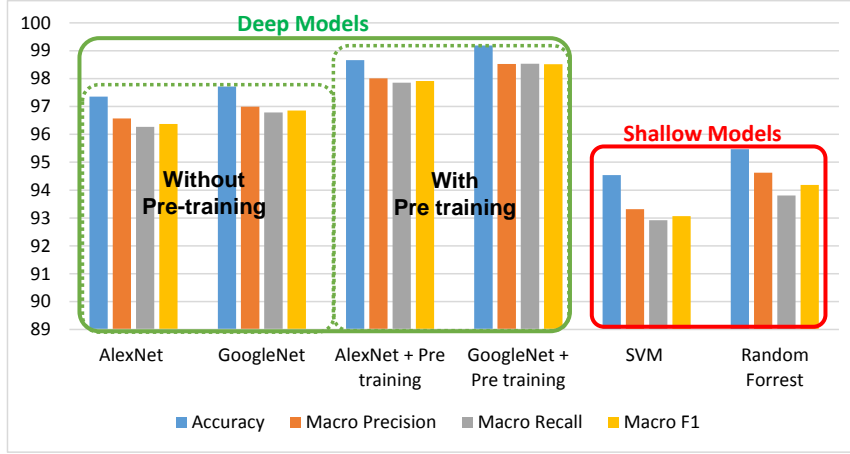 Deep Models
100
99
98
97
96
95
94
93
92
91
90
89
Without
Pre-training
With
Pre training
Shallow Models
AlexNet
GoogleNet
AlexNet + Pre
training
GoogleNet +
Pre training
SVM
Random
Forrest
Accuracy
Macro Precision
Macro Recall
Macro F1